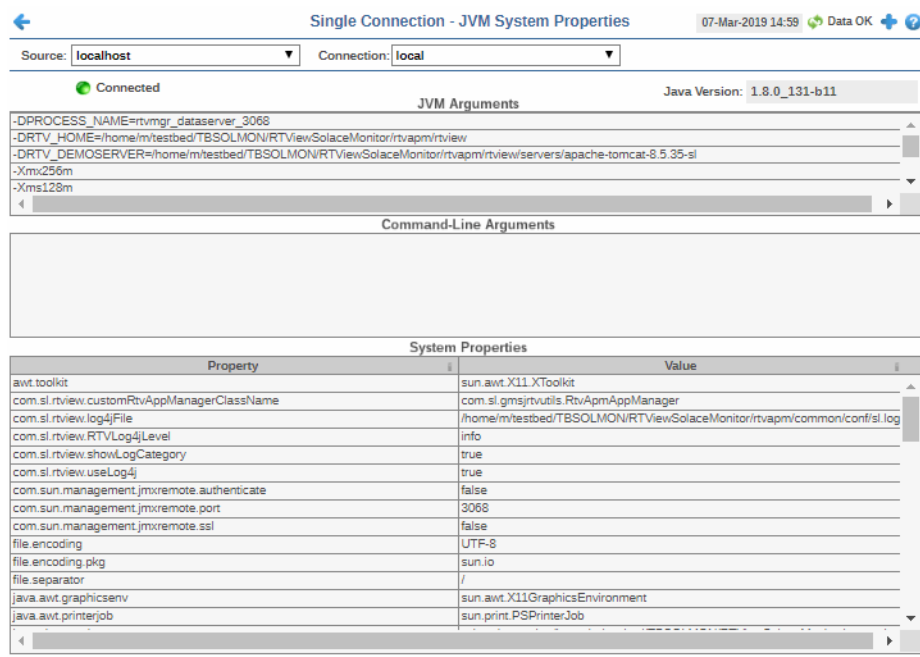 Single Connection - JVM System Properties
07-Mar-2019 14:59 Data OK
Source: localhost Connection: local
Connected
Java Version: 1.8.0_131-b11
JVM Arguments
-DPROCESS_NAME=rtvmgr_dataserver_3068
-DRTV_HOME=/home/m/testbed/TBSOLMON/RTViewSolaceMonitor/rtvapm/rtview
-DRTV_DEMOSERVER=/home/m/testbed/TBSOLMON/RTViewSolaceMonitor/rtvapm/rtview/servers/apache-tomcat-8.5.35-sl
-Xmx256m
-Xms128m
Command-Line Arguments
System Properties
Property Value
awt.toolkit sun.awt.X11.XToolkit
com.sl.rtview.customRtvAppManagerClassName com.sl.gmsjrtvutils.RtvApmAppManager
com.sl.rtview.log4jFile /home/m/testbed/TBSOLMON/RTViewSolaceMonitor/rtvapm/common/conf/sl.log
com.sl.rtview.RTVLog4jLevel info
com.sl.rtview.showLogCategory true
com.sl.rtview.useLog4j true
com.sun.management.jmxremote.authenticate false
com.sun.management.jmxremote.port 3068
com.sun.management.jmxremote.ssl false
file.encoding UTF-8
file.encoding.pkg sun.io
file.separator /
java.awt.graphicsenv sun.awt.X11GraphicsEnvironment
java.awt.printerjob sun.print.PSPrinterJob